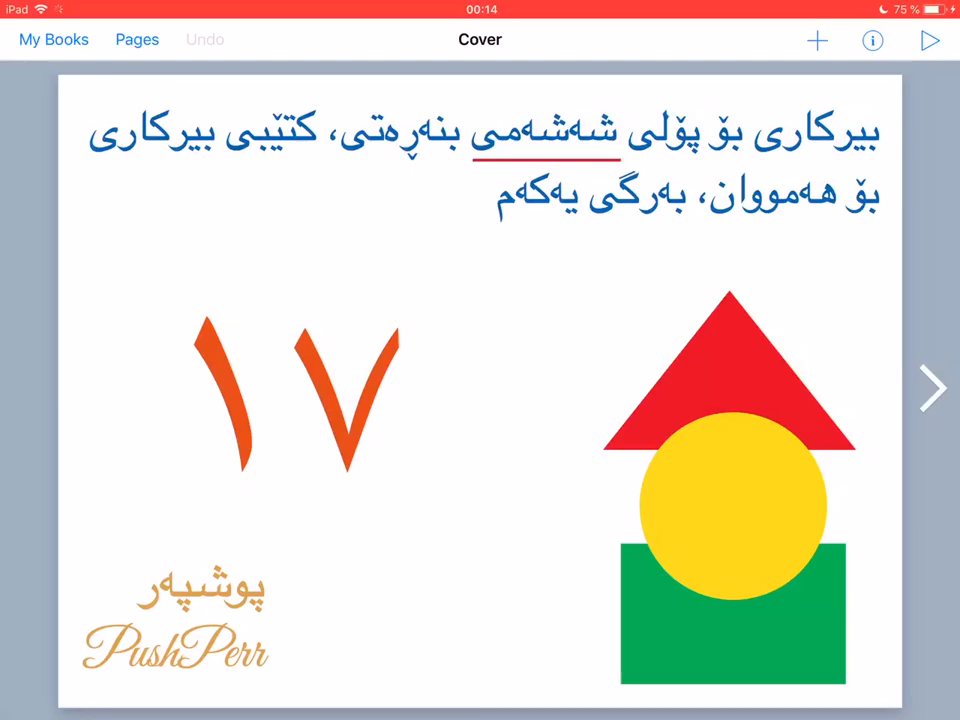 iPad 00:14 75 %
My Books Pages Undo Cover
بیرکاری بۆ پۆلی شەشەمی بنەڕەتی، کتێبی بیرکاری
بۆ هەمووان، بەرگی یەکەم
١٧
پوشپەر
PushPerr